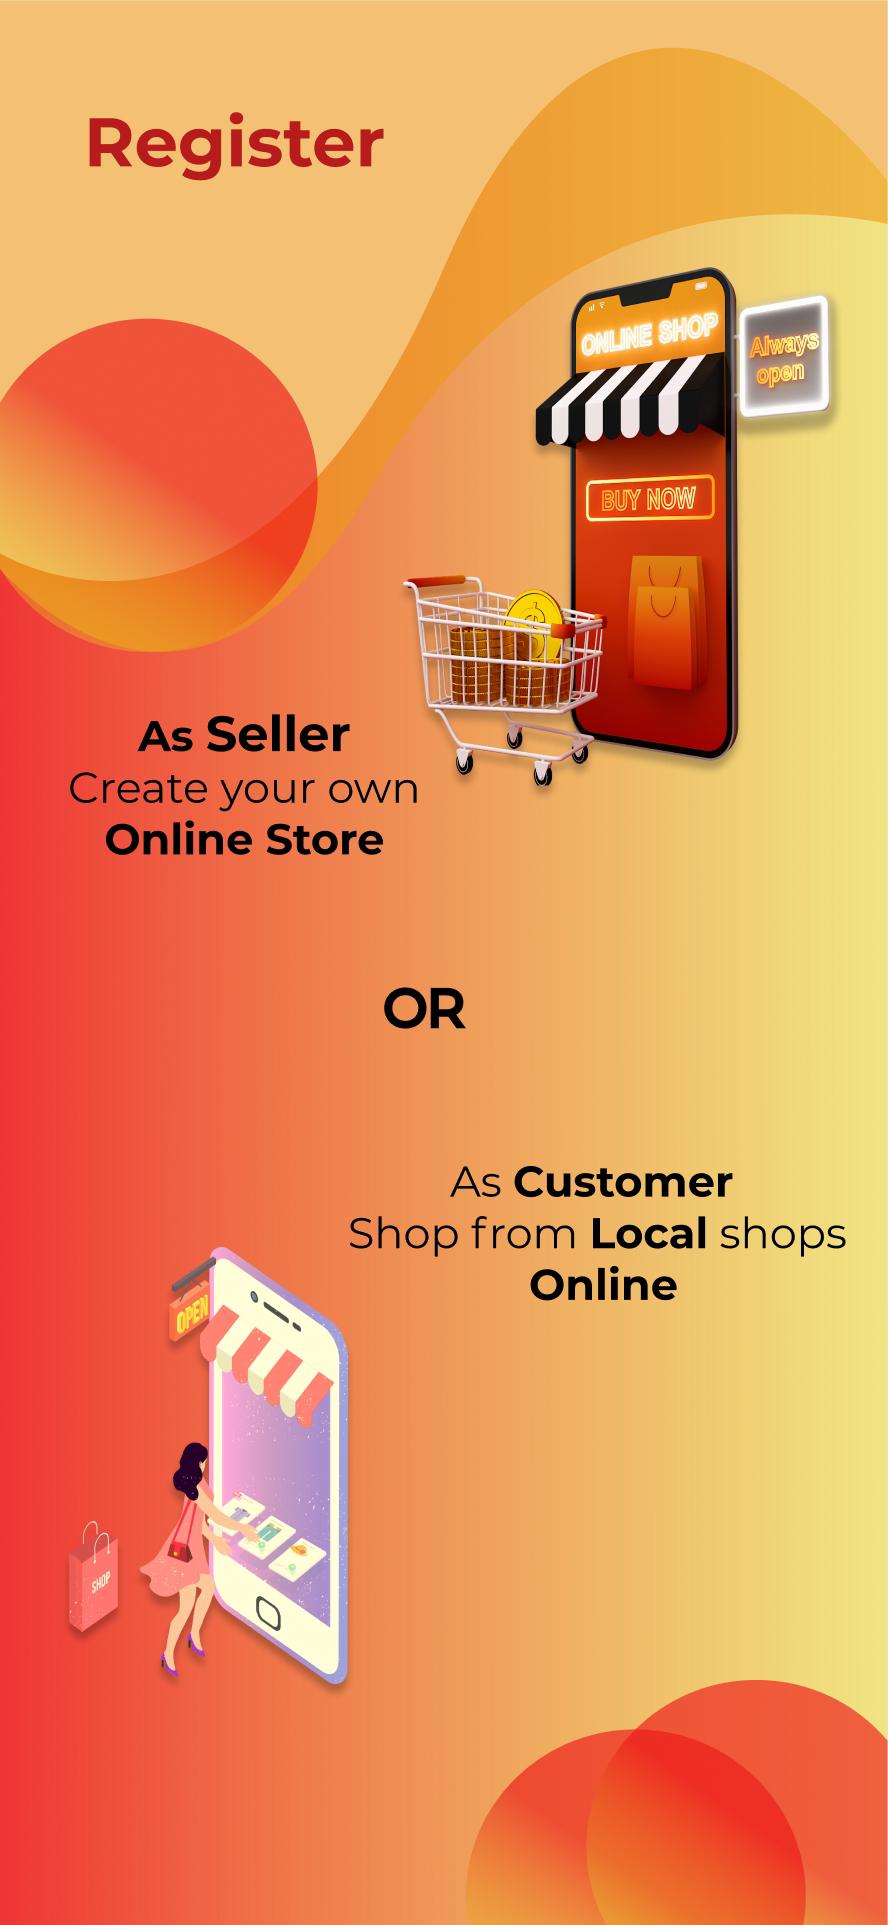 Register
ONLINE SHOP
Always
open
BUY NOW
As Seller
Create your own
Online Store
OR
As Customer
Shop from Local shops
Online
OPEN
SHOP